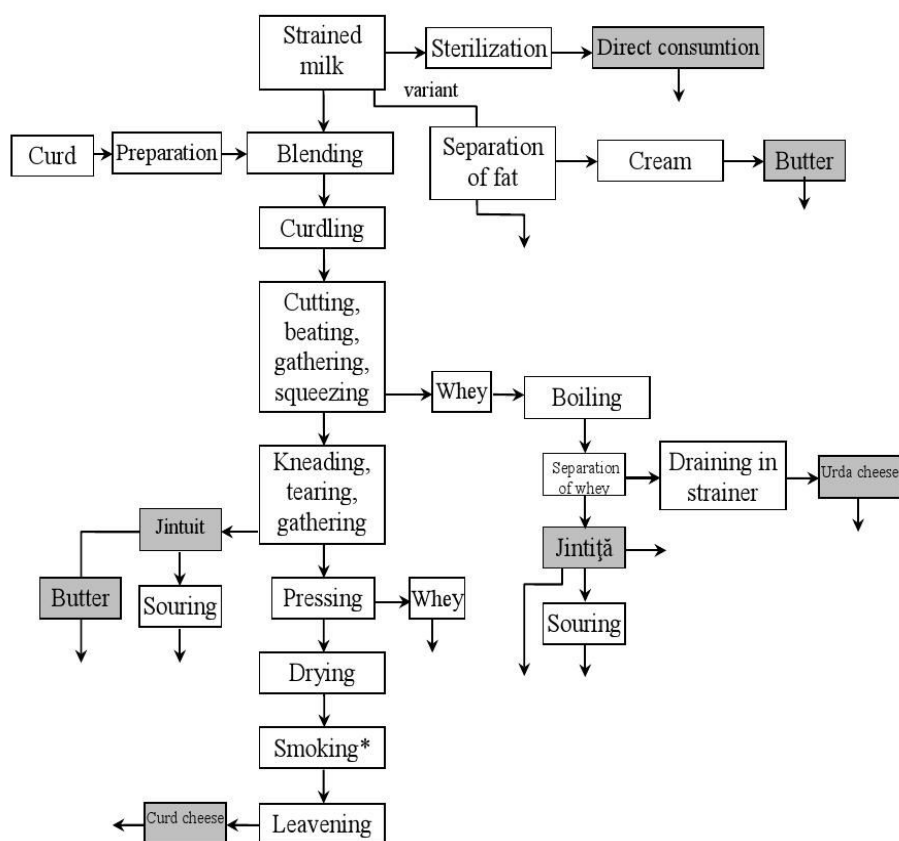 Strained
milk
Sterilization
Direct consumtion
variant
Curd
Preparation
Blending
Separation
of fat
Cream
Butter
Curdling
Cutting,
beating,
gathering,
squeezing
Whey
Boiling
Kneading,
tearing,
gathering
Separation
of whey
Draining in
strainer
Urda cheese
Jintuit
Jintiţă
Butter
Souring
Pressing
Whey
Souring
Drying
Smoking*
Curd cheese
Leavening